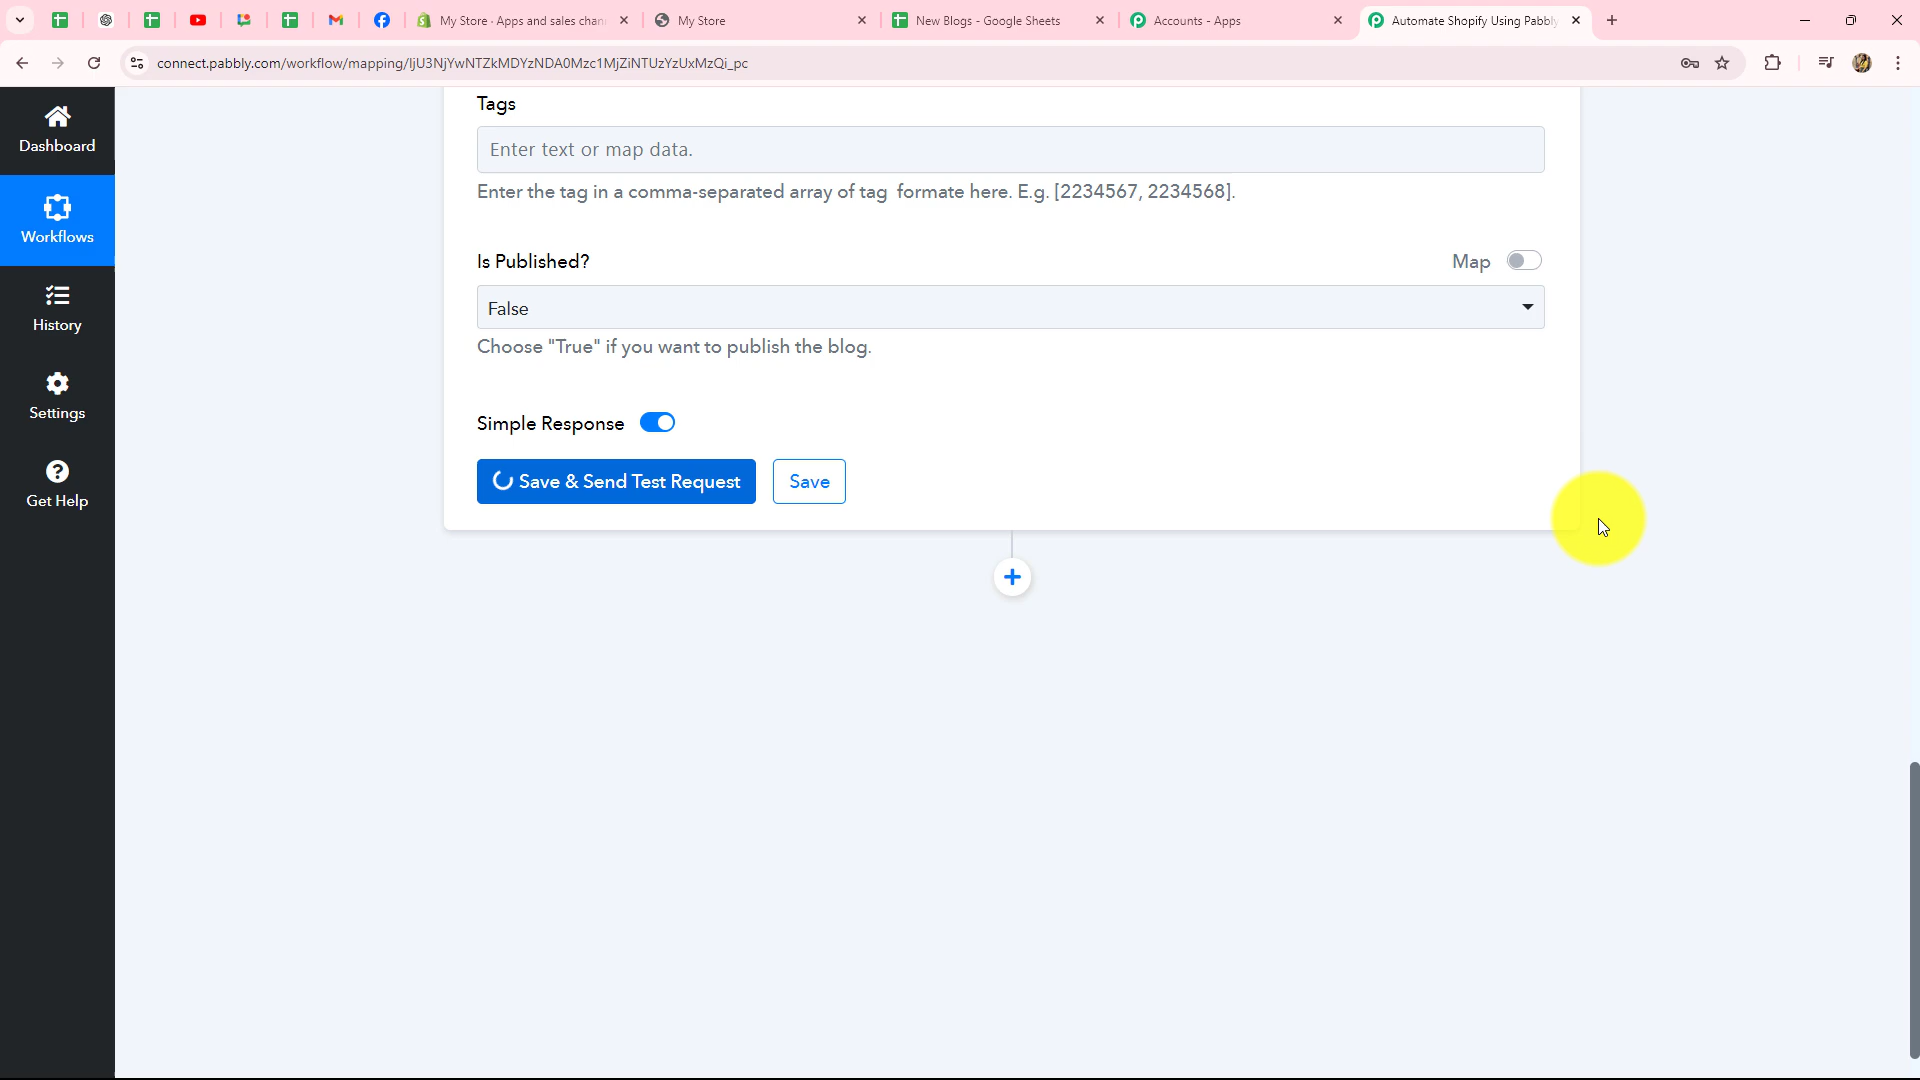 My Store · Apps and sales chan
My Store
New Blogs - Google Sheets
Accounts - Apps
Automate Shopify Using Pabbly
connect.pabbly.com/workflow/mapping/IjU3NjYwNTZkMDYzNDA0Mzc1MjZiNTUzYzUxMzQi_pc
Dashboard
Workflows
History
Settings
Get Help
Tags
Enter text or map data.
Enter the tag in a comma-separated array of tag formate here. E.g. [2234567, 2234568].
Is Published?
Map
False
Choose "True" if you want to publish the blog.
Simple Response
Save & Send Test Request
Save